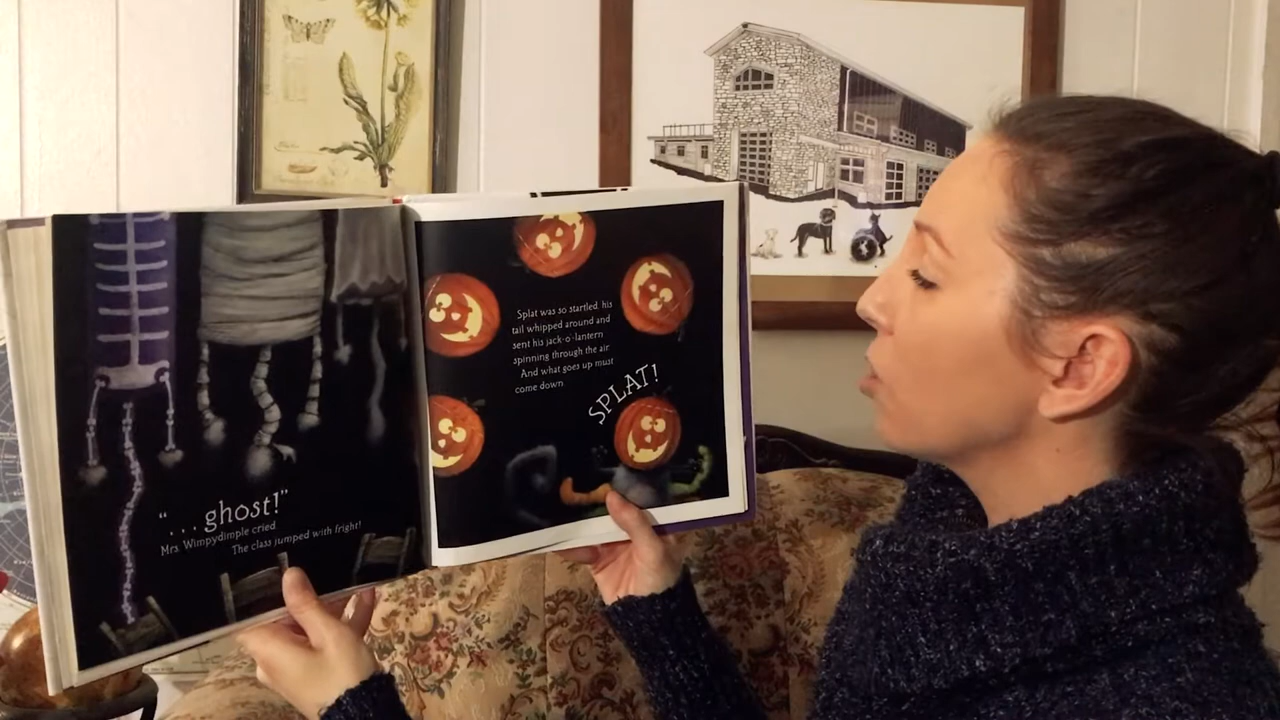 “...ghost!”
Mrs. Wimpydimple cried.
The class jumped with fright!
Splat was so startled, his
tail whipped around and
sent his jack-o'-lantern
spinning through the air.
And what goes up must
come down.
SPLAT!